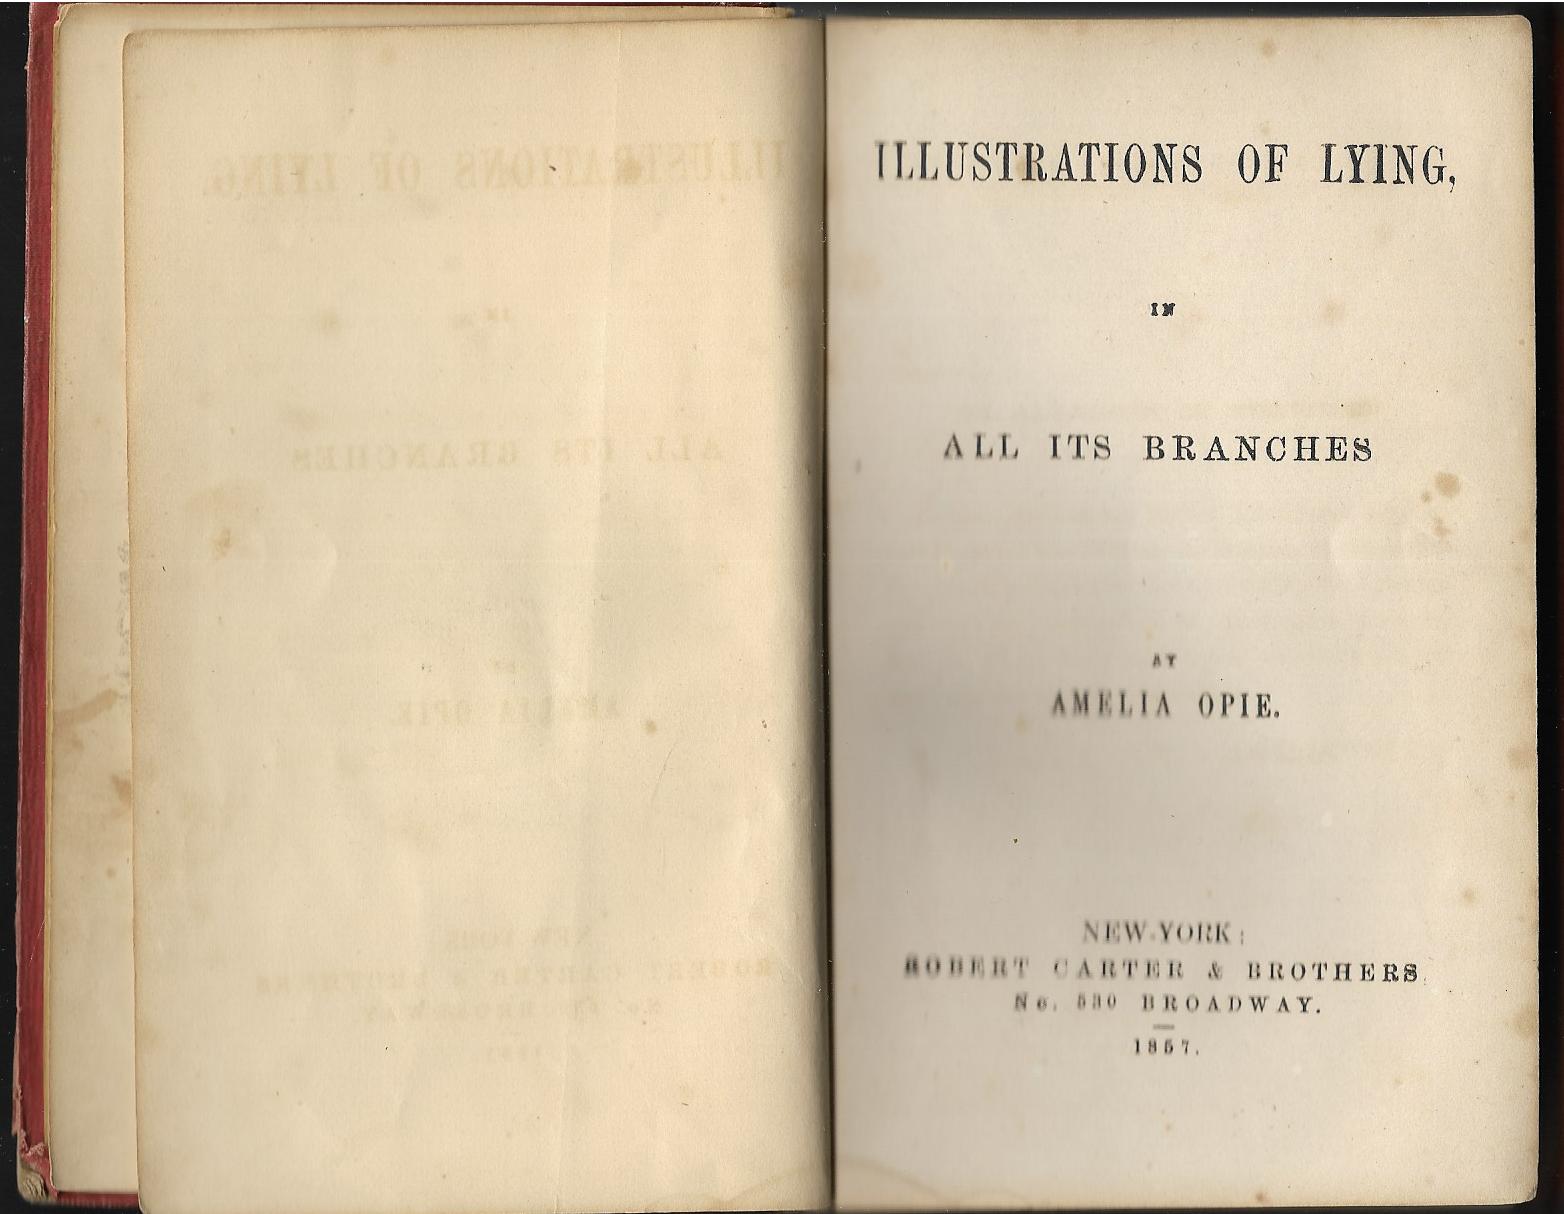 ILLUSTRATIONS OF LYING,
IN
ALL ITS BRANCHES
BY
AMELIA OPIE.
NEW-YORK:
ROBERT CARTER & BROTHERS
No. 530 BROADWAY.
1857.